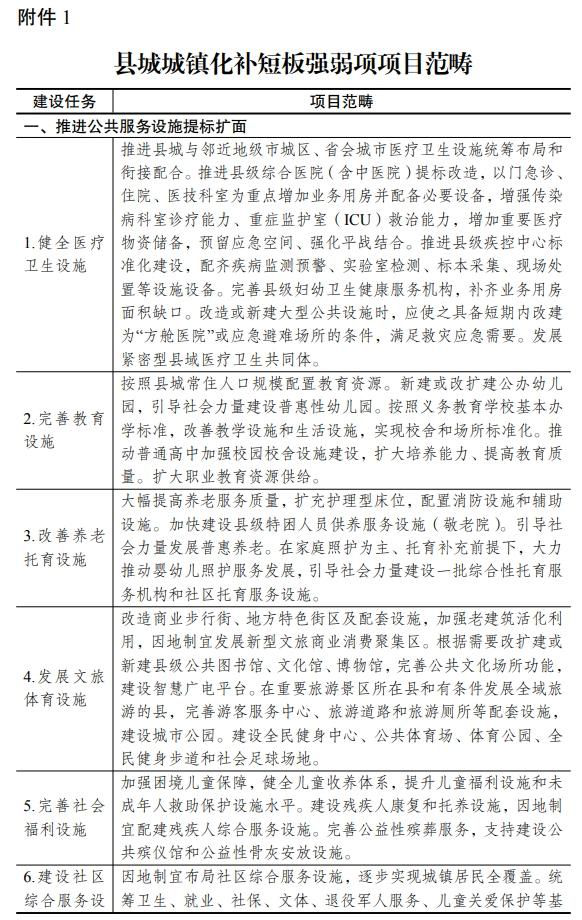 附件 1
县城城镇化补短板强弱项项目范畴
建设任务 项目范畴
一、推进公共服务设施提标扩面
1.健全医疗
卫生设施
推进县城与邻近地级市城区、省会城市医疗卫生设施统筹布局和
衔接配合。推进县级综合医院（含中医院）提标改造，以门急诊、
住院、医技科室为重点增加业务用房并配备必要设备，增强传染
病科室诊疗能力、重症监护室（ICU）救治能力，增加重要医疗
物资储备，预留应急空间、强化平战结合。推进县级疾控中心标
准化建设，配齐疾病监测预警、实验室检测、标本采集、现场处
置等设施设备。完善县级妇幼卫生健康服务机构，补齐业务用房
面积缺口。改造或新建大型公共设施时，应使之具备短期内改建
为“方舱医院”或应急避难场所的条件，满足救灾应急需要。发展
紧密型县域医疗卫生共同体。
2.完善教育
设施
按照县城常住人口规模配置教育资源。新建或改扩建公办幼儿
园，引导社会力量建设普惠性幼儿园。按照义务教育学校基本办
学标准，改善教学设施和生活设施，实现校舍和场所标准化。推
动普通高中加强校园校舍设施建设，扩大培养能力、提高教育质
量。扩大职业教育资源供给。
3.改善养老
托育设施
大幅提高养老服务质量，扩充护理型床位，配置消防设施和辅助
设施。加快建设县级特困人员供养服务设施（敬老院）。引导社
会力量发展普惠养老。在家庭照护为主、托育补充前提下，大力
推动婴幼儿照护服务发展，引导社会力量建设一批综合性托育服
务机构和社区托育服务设施。
4.发展文旅
体育设施
改造商业步行街、地方特色街区及配套设施，加强老建筑活化利
用，因地制宜发展新型文旅商业消费聚集区。根据需要改扩建或
新建县级公共图书馆、文化馆、博物馆，完善公共文化场所功能，
建设智慧广电平台。在重要旅游景区所在县和有条件发展全域旅
游的县，完善游客服务中心、旅游道路和旅游厕所等配套设施，
建设城市公园。建设全民健身中心、公共体育场、体育公园、全
民健身步道和社会足球场地。
5.完善社会
福利设施
加强困境儿童保障，健全儿童收养体系，提升儿童福利设施和未
成年人救助保护设施水平。建设残疾人康复和托养设施，因地制
宜配建残疾人综合服务设施。完善公益性殡葬服务，支持建设公
共殡仪馆和公益性骨灰安放设施。
6.建设社区
综合服务设
因地制宜布局社区综合服务设施，逐步实现城镇居民全覆盖。统
筹卫生、就业、社保、文体、退役军人服务、儿童关爱保护等基